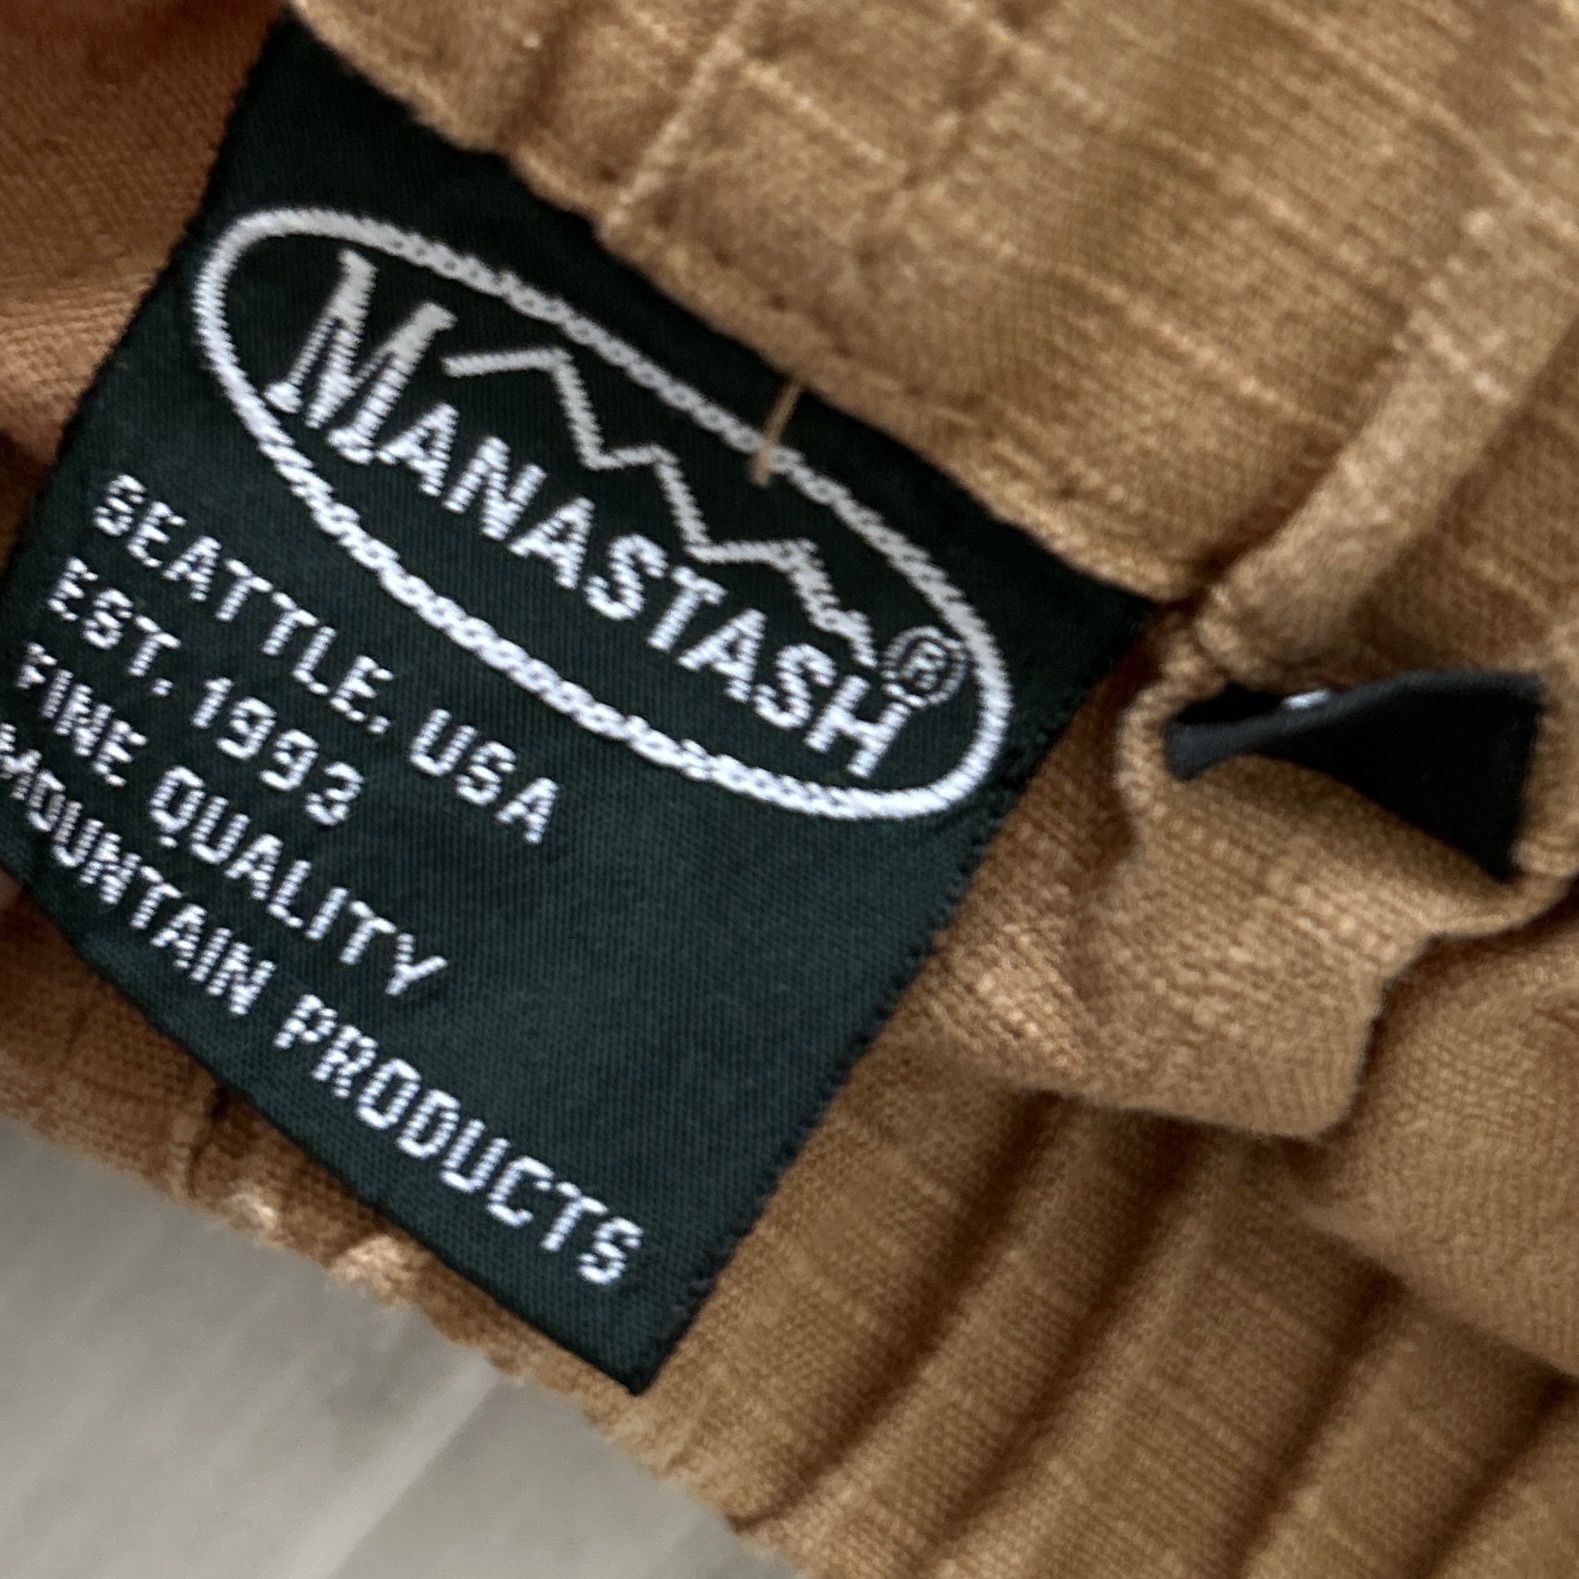 MANASTASH®
SEATTLE, USA
EST. 1993
FINE QUALITY
MOUNTAIN PRODUCTS